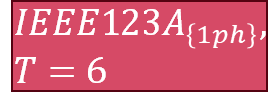 IEEE123A_{{1ph}},
T = 6